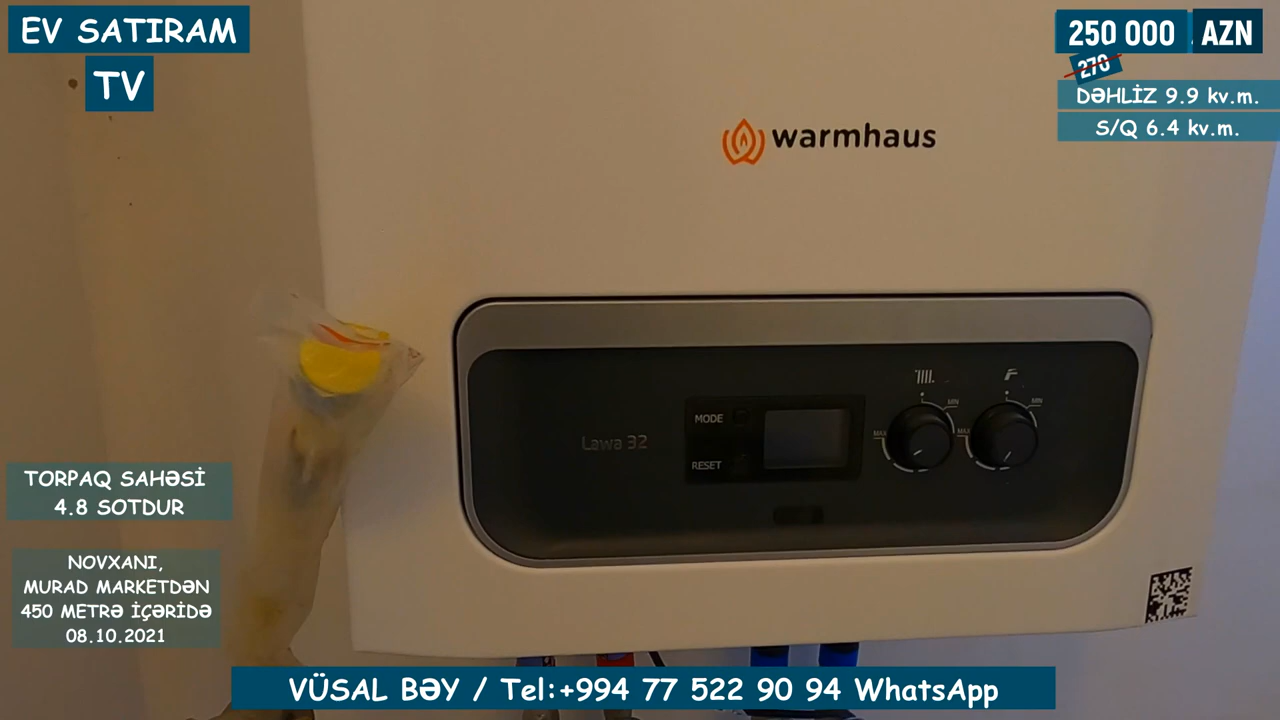 EV SATIRAM
TV
250 000 AZN
270
DƏHLİZ 9.9 kv.m.
S/Q 6.4 kv.m.
warmhaus
MODE
RESET
Lawa 32
MIN
MAX
MIN
MAX
TORPAQ SAHƏSİ
4.8 SOTDUR
NOVXANI,
MURAD MARKETDƏN
450 METRƏ İÇƏRİDƏ
08.10.2021
VÜSAL BƏY / Tel:+994 77 522 90 94 WhatsApp